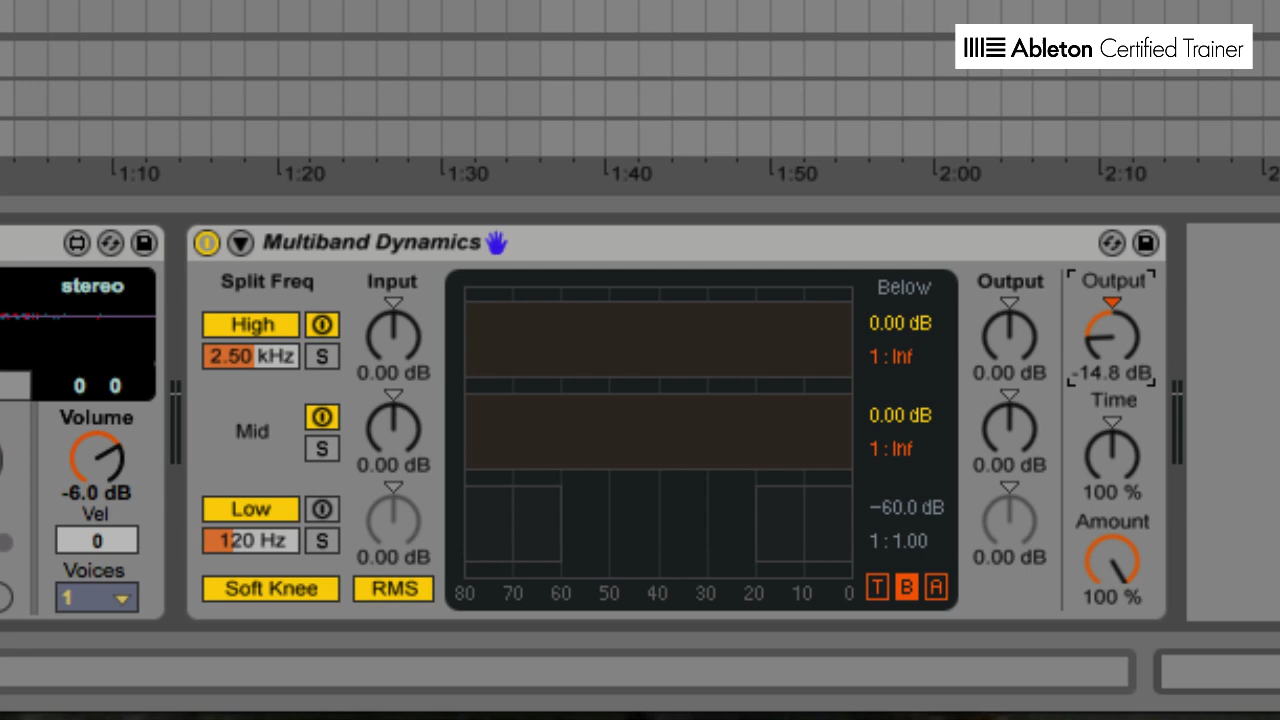 Ableton Certified Trainer
1:10 1:20 1:30 1:40 1:50 2:00 2:10
stereo
0 0
Volume
-6.0 dB
Vel
0
Voices
1
Multiband Dynamics
Split Freq
High
2.50 kHz
S
Mid
S
Low
120 Hz
S
Soft Knee
Input
0.00 dB
0.00 dB
0.00 dB
RMS
80 70 60 50 40 30 20 10 0
Below
0.00 dB
1 : Inf
0.00 dB
1 : Inf
-60.0 dB
1 : 1.00
T B A
Output
0.00 dB
0.00 dB
0.00 dB
Output
-14.8 dB
Time
100 %
Amount
100 %